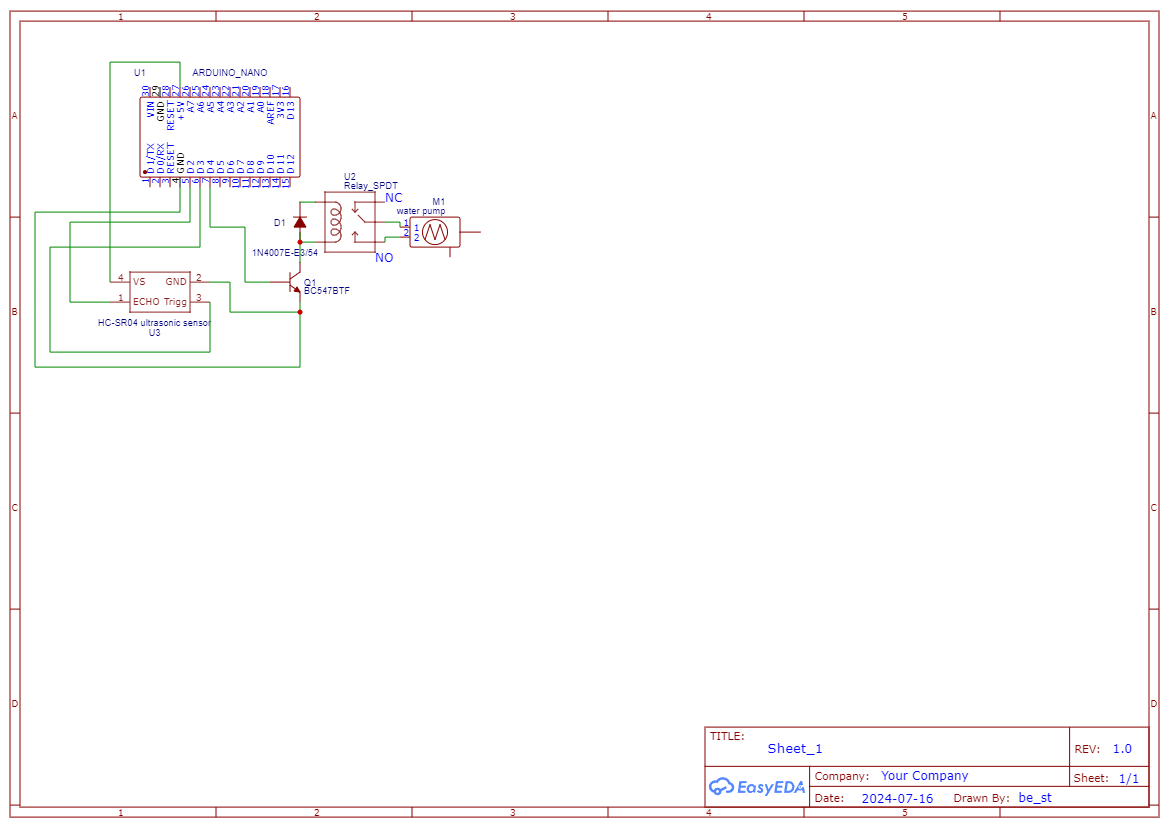 1 2 3 4 5
U1 ARDUINO_NANO
30 29 28 27 26 25 24 23 22 21 20 19 18 17 16
VIN GND RESET +5V A7 A6 A5 A4 A3 A2 A1 A0 AREF 3V3 D13
A A
D1/TX D0/RX RESET GND D2 D3 D4 D5 D6 D7 D8 D9 D10 D11 D12
1 2 3 4 5 6 7 8 9 10 11 12 13 14 15
U2
Relay_SPDT
NC
M1
water pump
D1
1 1
2 2
1N4007E-E3/54
NO
4 VS GND 2
Q1
BC547BTF
1 ECHO Trigg 3
B B
HC-SR04 ultrasonic sensor
U3
C C
D D
TITLE:
Sheet_1
REV: 1.0
EasyEDA
Company: Your Company
Sheet: 1/1
Date: 2024-07-16 Drawn By: be_st
1 2 3 4 5